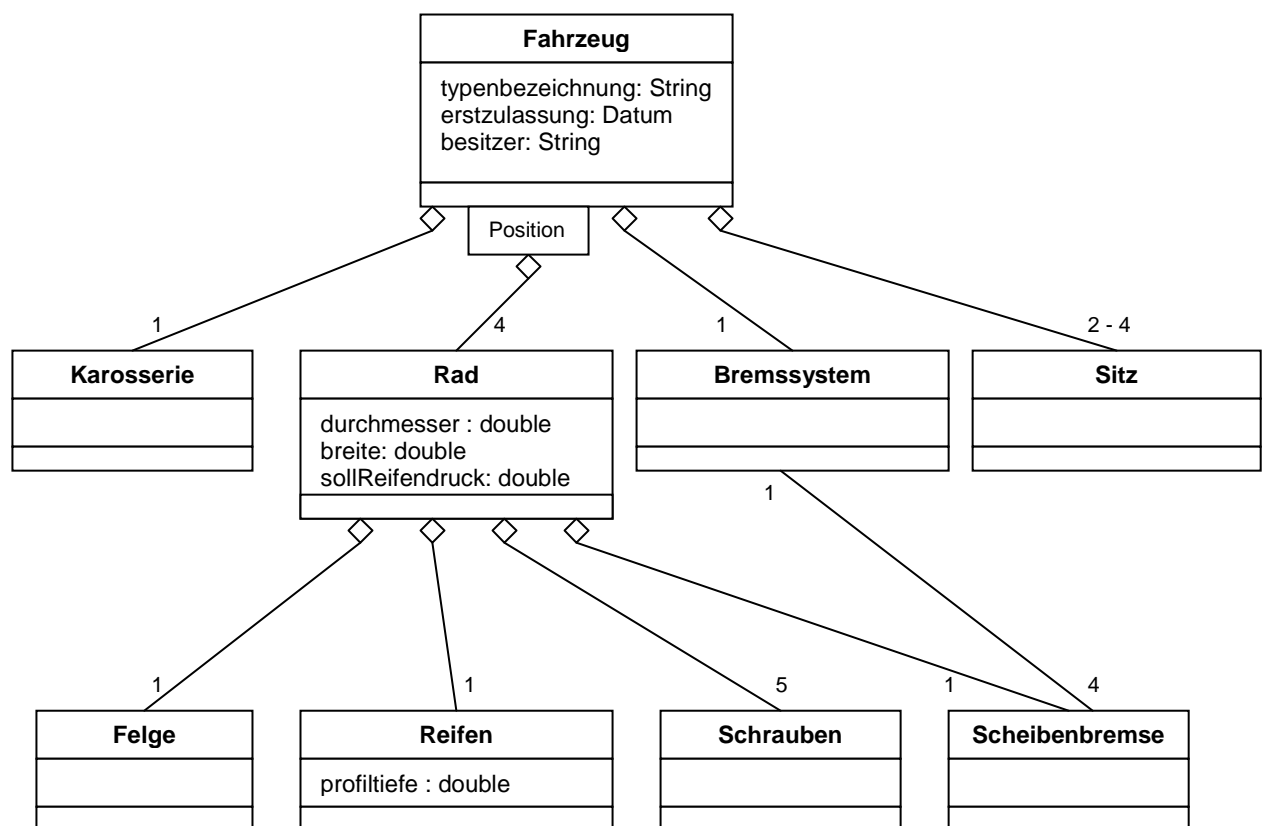 Fahrzeug
typenbezeichnung: String
erstzulassung: Datum
besitzer: String
Position
1
4
1
2 - 4
Karosserie
Rad
Bremssystem
Sitz
durchmesser : double
breite: double
sollReifendruck: double
1
1
1
5
1
4
Felge
Reifen
Schrauben
Scheibenbremse
profiltiefe : double